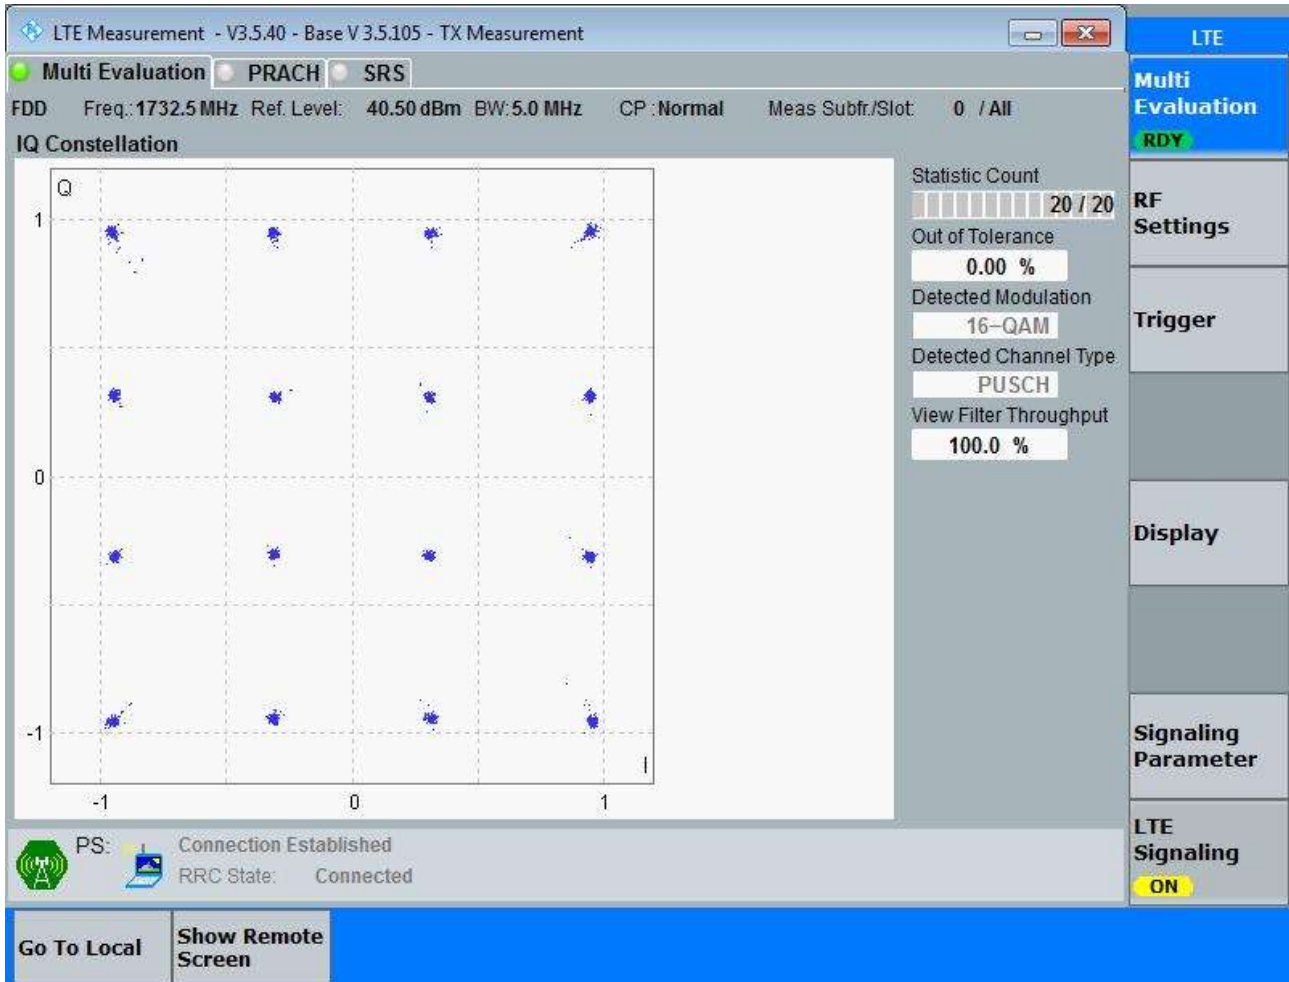 LTE Measurement - V3.5.40 - Base V 3.5.105 - TX Measurement
Multi Evaluation PRACH SRS
FDD Freq.: 1732.5 MHz Ref. Level: 40.50 dBm BW: 5.0 MHz CP : Normal Meas Subfr./Slot: 0 / All
IQ Constellation
Q
1
0
-1
-1 0 1
I
Statistic Count
20 / 20
Out of Tolerance
0.00 %
Detected Modulation
16-QAM
Detected Channel Type
PUSCH
View Filter Throughput
100.0 %
PS: Connection Established
RRC State: Connected
LTE
Multi
Evaluation
RDY
RF
Settings
Trigger
Display
Signaling
Parameter
LTE
Signaling
ON
Go To Local
Show Remote
Screen